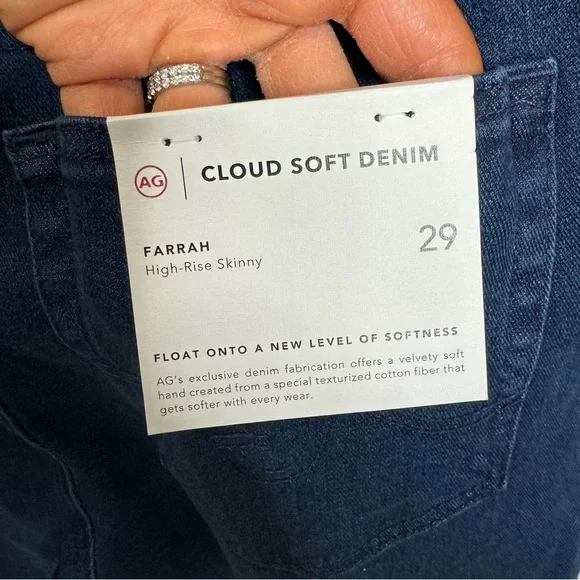 AG | CLOUD SOFT DENIM
FARRAH 29
High-Rise Skinny
FLOAT ONTO A NEW LEVEL OF SOFTNESS
AG's exclusive denim fabrication offers a velvety soft
hand created from a special texturized cotton fiber that
gets softer with every wear.